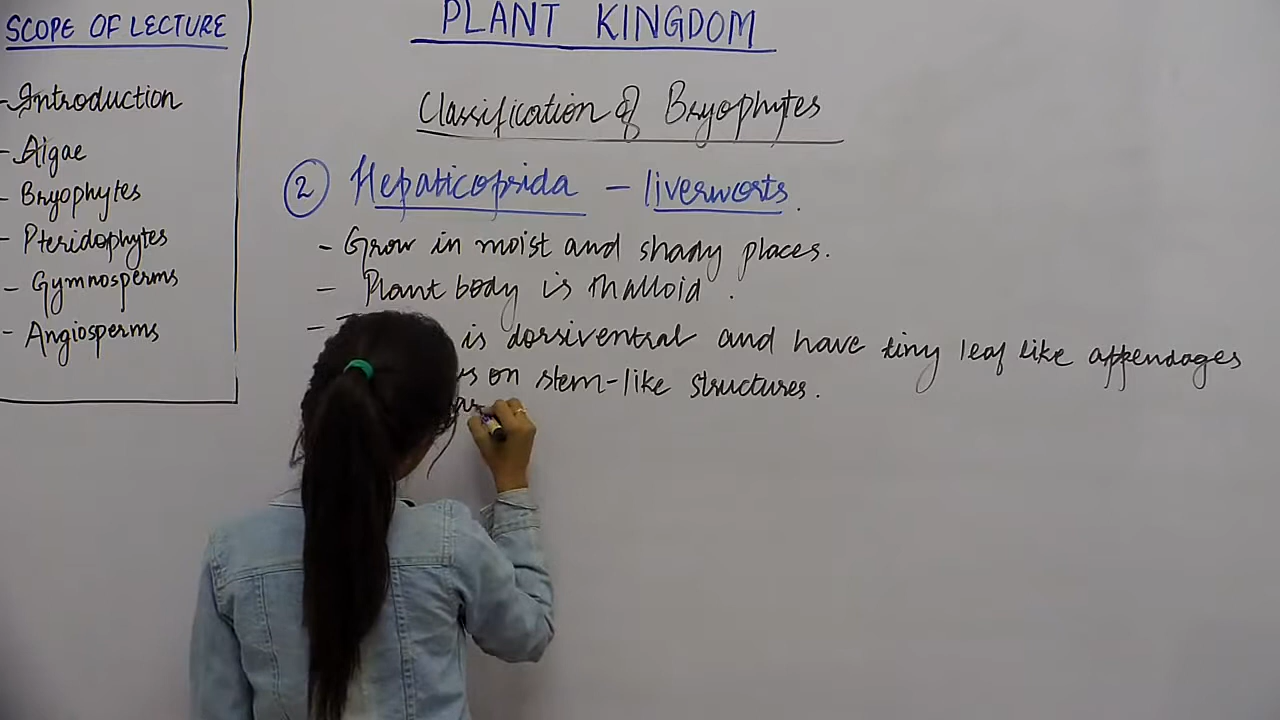 SCOPE OF LECTURE
- Introduction
- Algae
- Bryophytes
- Pteridophytes
- Gymnosperms
- Angiosperms
PLANT KINGDOM
Classification of Bryophytes
2 Hepaticopsida - liverworts.
- Grow in moist and shady places.
- Plant body is thalloid.
- is dorsiventral and have tiny leaf like appendages
on stem-like structures.